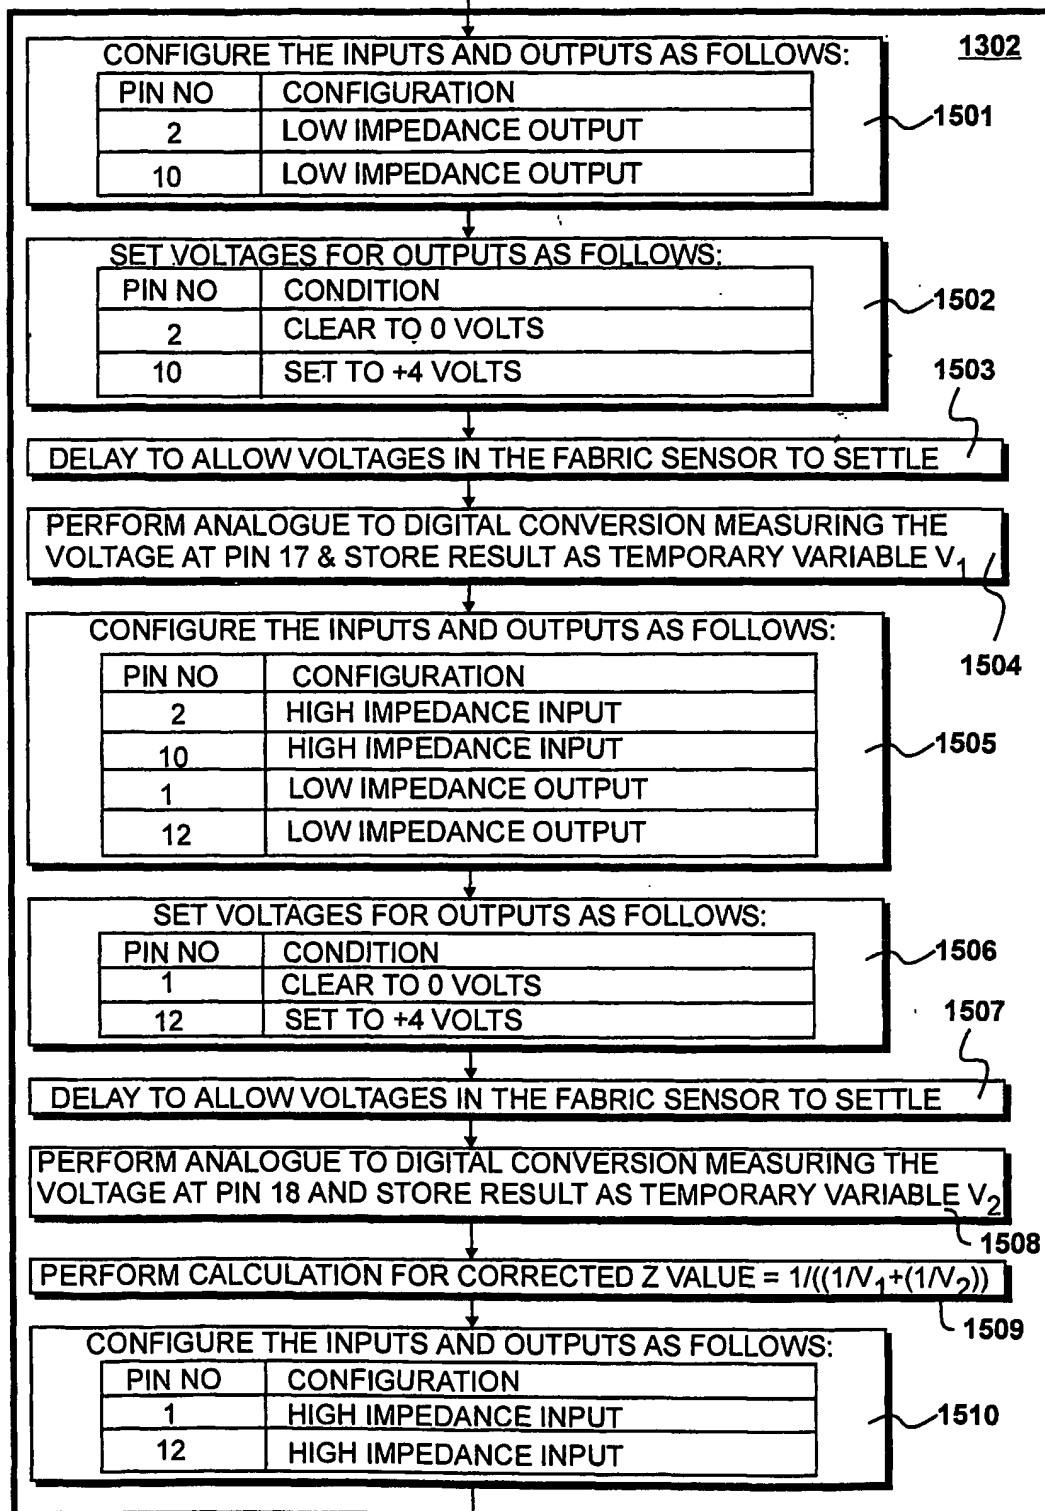 1302
CONFIGURE THE INPUTS AND OUTPUTS AS FOLLOWS:
PIN NO CONFIGURATION
2 LOW IMPEDANCE OUTPUT
10 LOW IMPEDANCE OUTPUT
1501
SET VOLTAGES FOR OUTPUTS AS FOLLOWS:
PIN NO CONDITION
2 CLEAR TO 0 VOLTS
10 SET TO +4 VOLTS
1502
1503
DELAY TO ALLOW VOLTAGES IN THE FABRIC SENSOR TO SETTLE
PERFORM ANALOGUE TO DIGITAL CONVERSION MEASURING THE
VOLTAGE AT PIN 17 & STORE RESULT AS TEMPORARY VARIABLE V1
1504
CONFIGURE THE INPUTS AND OUTPUTS AS FOLLOWS:
PIN NO CONFIGURATION
2 HIGH IMPEDANCE INPUT
10 HIGH IMPEDANCE INPUT
1 LOW IMPEDANCE OUTPUT
12 LOW IMPEDANCE OUTPUT
1505
SET VOLTAGES FOR OUTPUTS AS FOLLOWS:
PIN NO CONDITION
1 CLEAR TO 0 VOLTS
12 SET TO +4 VOLTS
1506
1507
DELAY TO ALLOW VOLTAGES IN THE FABRIC SENSOR TO SETTLE
PERFORM ANALOGUE TO DIGITAL CONVERSION MEASURING THE
VOLTAGE AT PIN 18 AND STORE RESULT AS TEMPORARY VARIABLE V2
1508
PERFORM CALCULATION FOR CORRECTED Z VALUE = 1/((1/V1+(1/V2))
1509
CONFIGURE THE INPUTS AND OUTPUTS AS FOLLOWS:
PIN NO CONFIGURATION
1 HIGH IMPEDANCE INPUT
12 HIGH IMPEDANCE INPUT
1510